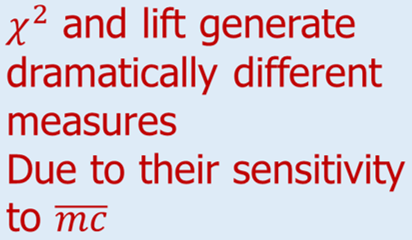 χ² and lift generate
dramatically different
measures
Due to their sensitivity
to m̅c̅